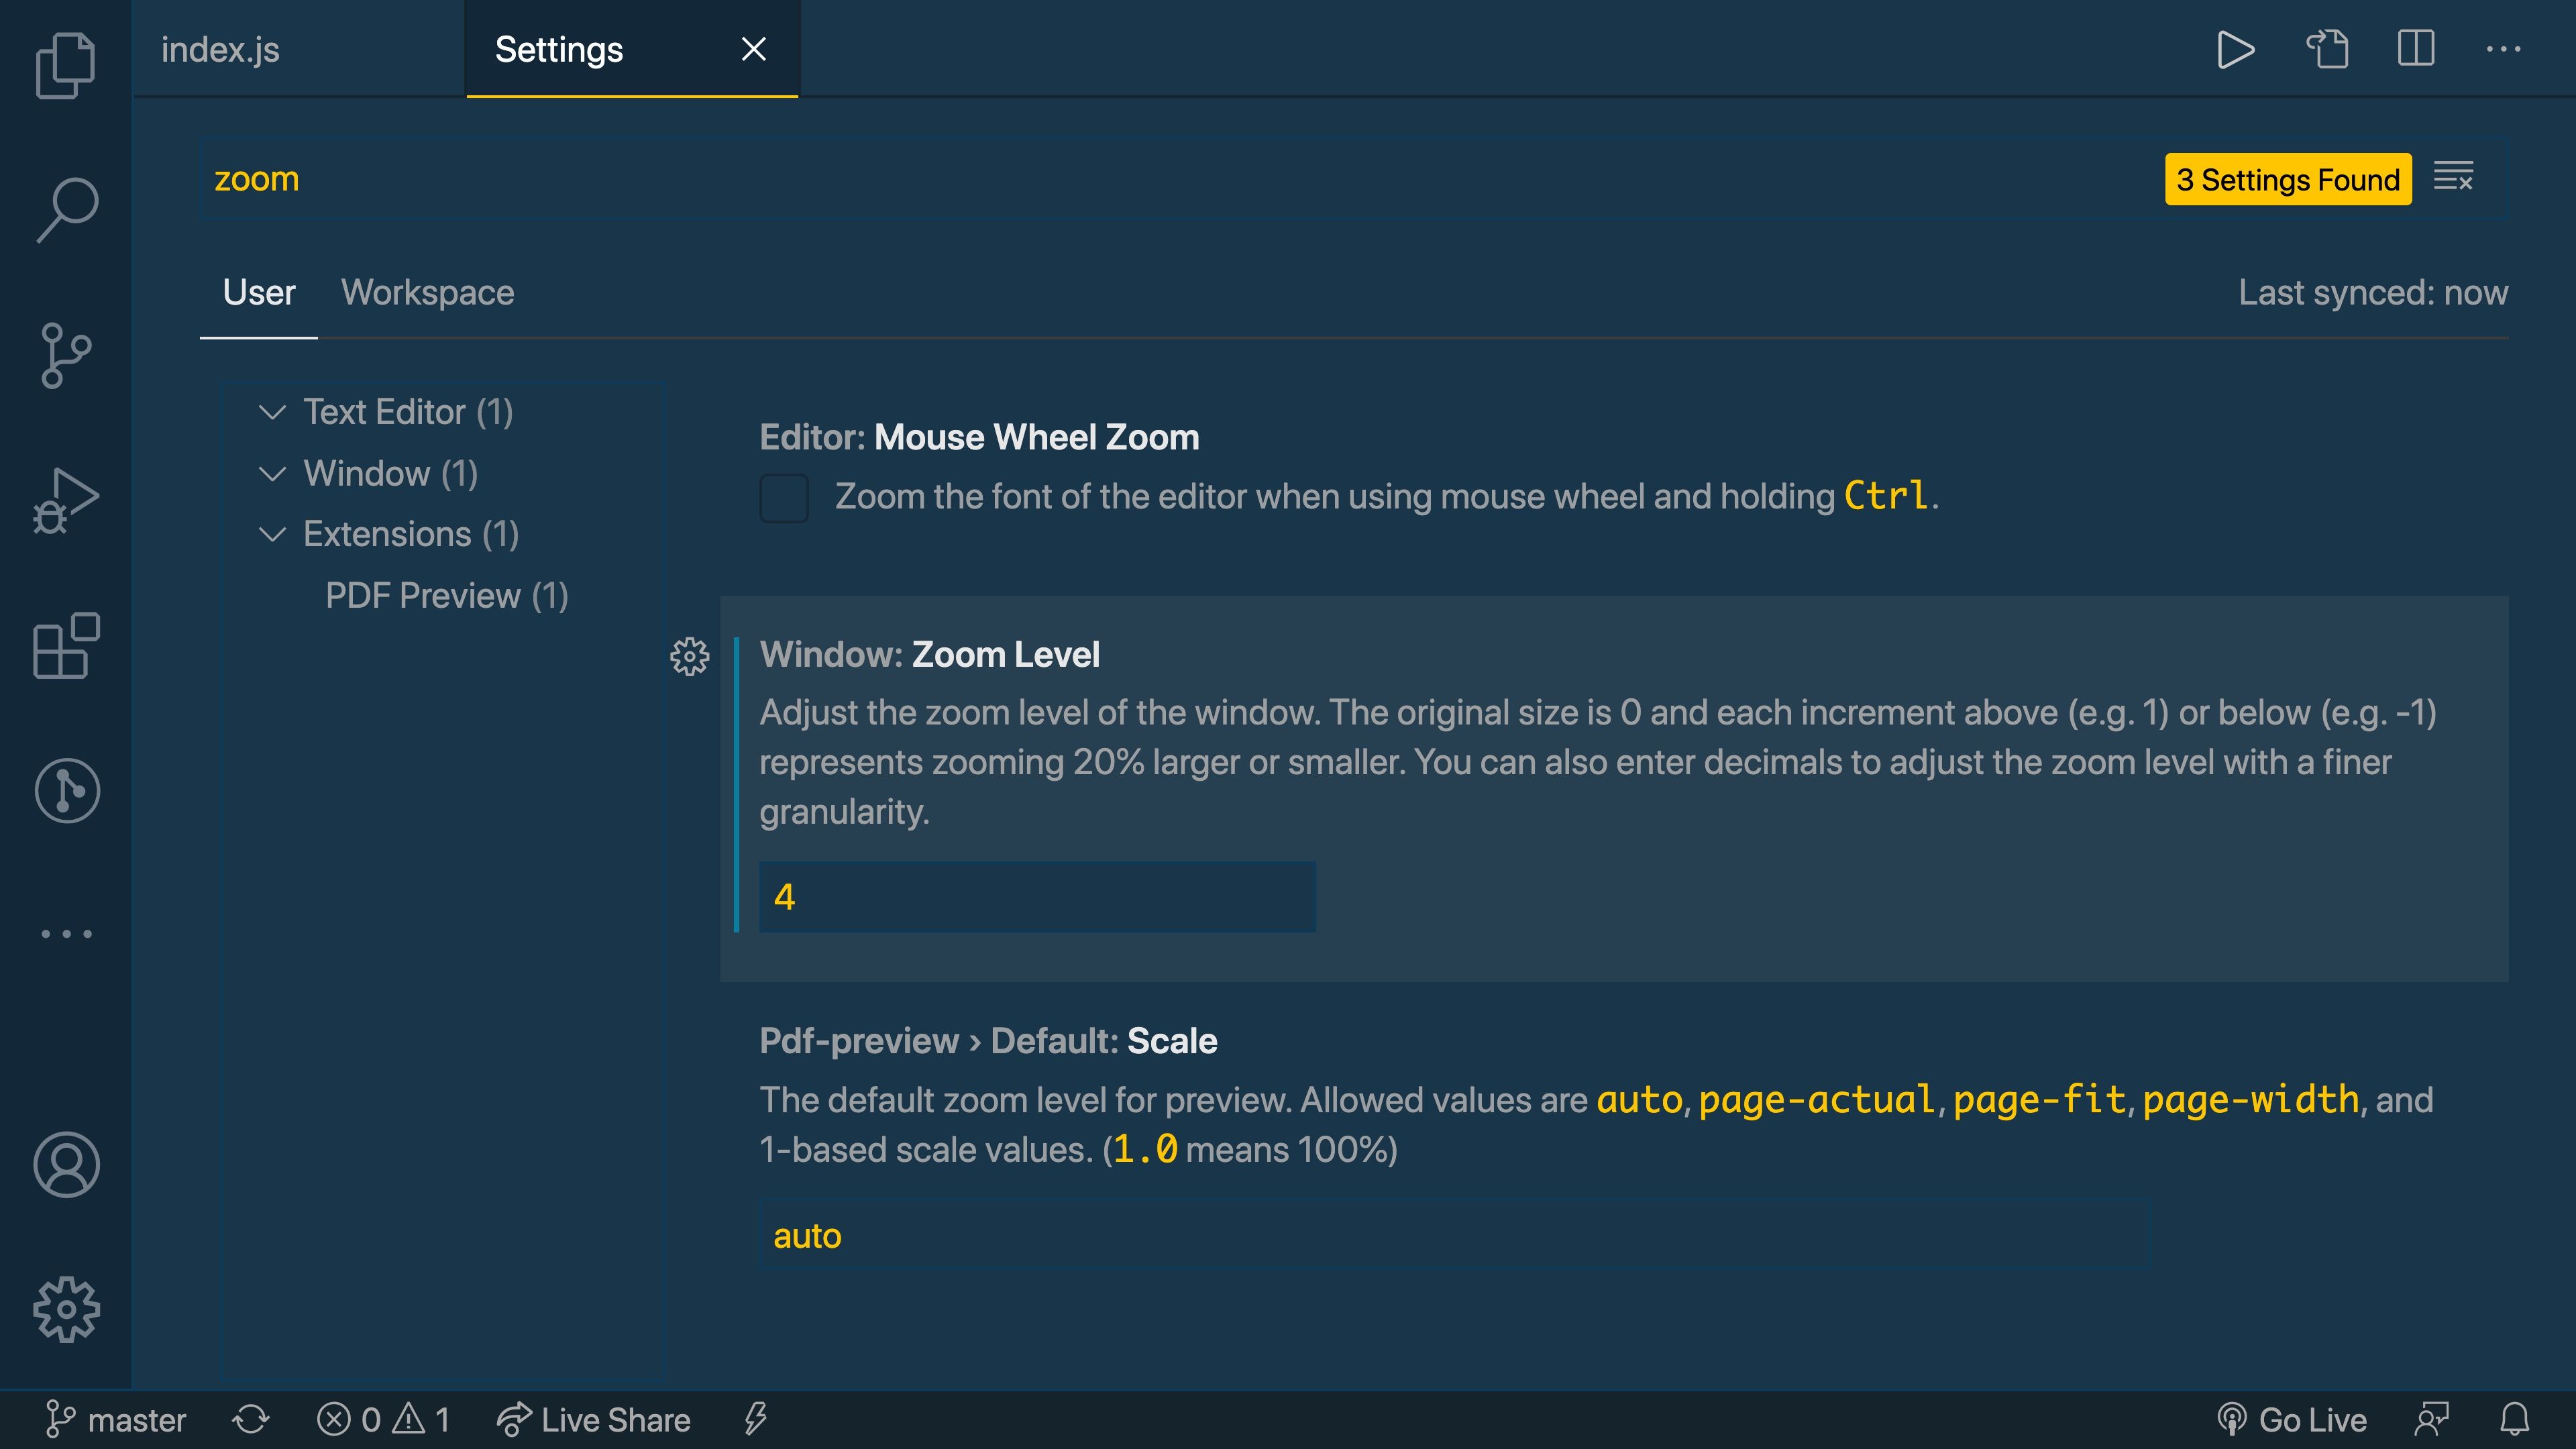 index.js
Settings
zoom
3 Settings Found
User
Workspace
Last synced: now
Text Editor (1)
Window (1)
Extensions (1)
PDF Preview (1)
Editor: Mouse Wheel Zoom
Zoom the font of the editor when using mouse wheel and holding Ctrl.
Window: Zoom Level
Adjust the zoom level of the window. The original size is 0 and each increment above (e.g. 1) or below (e.g. -1)
represents zooming 20% larger or smaller. You can also enter decimals to adjust the zoom level with a finer
granularity.
4
Pdf-preview › Default: Scale
The default zoom level for preview. Allowed values are auto, page-actual, page-fit, page-width, and
1-based scale values. (1.0 means 100%)
auto
master
0
1
Live Share
Go Live